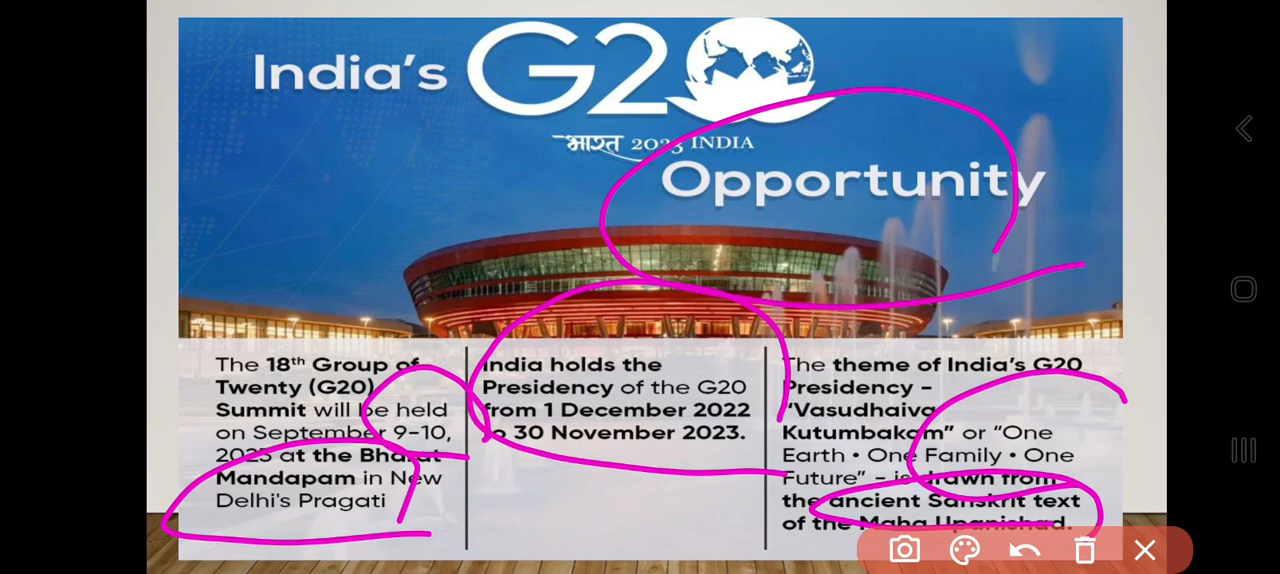 India's G20
भारत 2023 INDIA
Opportunity
The 18th Group of
Twenty (G20)
Summit will be held
on September 9-10,
2023 at the Bharat
Mandapam in New
Delhi's Pragati
India holds the
Presidency of the G20
from 1 December 2022
to 30 November 2023.
The theme of India's G20
Presidency –
"Vasudhaiva
Kutumbakam" or "One
Earth • One Family • One
Future" – is drawn from
the ancient Sanskrit text
of the Maha Upanishad.